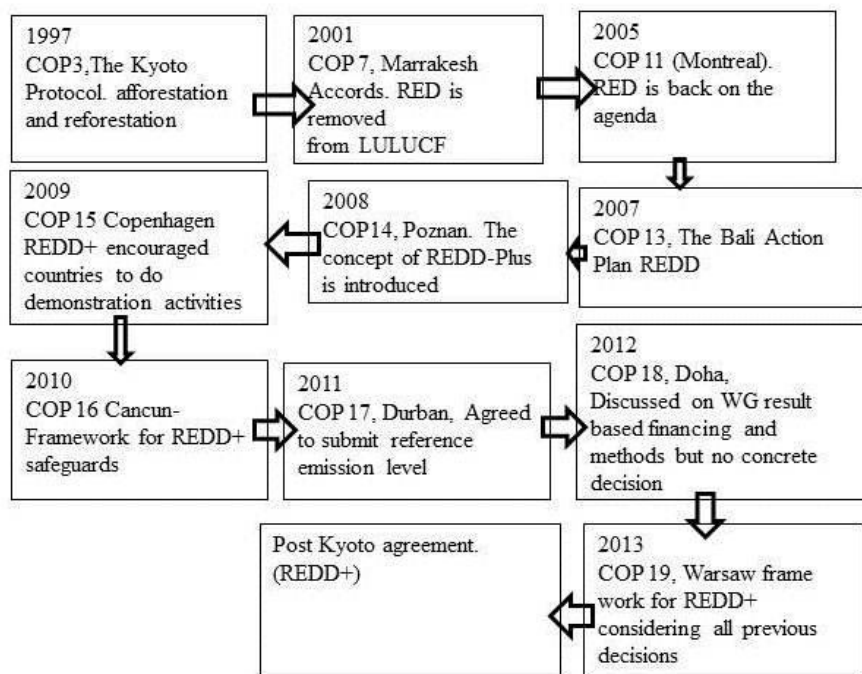 1997
COP3,The Kyoto
Protocol. afforestation
and reforestation
2001
COP 7, Marrakesh
Accords. RED is
removed
from LULUCF
2005
COP 11 (Montreal).
RED is back on the
agenda
2007
COP 13, The Bali Action
Plan REDD
2008
COP14, Poznan. The
concept of REDD-Plus
is introduced
2009
COP 15 Copenhagen
REDD+ encouraged
countries to do
demonstration activities
2010
COP 16 Cancun-
Framework for REDD+
safeguards
2011
COP 17, Durban, Agreed
to submit reference
emission level
2012
COP 18, Doha,
Discussed on WG result
based financing and
methods but no concrete
decision
2013
COP 19, Warsaw frame
work for REDD+
considering all previous
decisions
Post Kyoto agreement.
(REDD+)